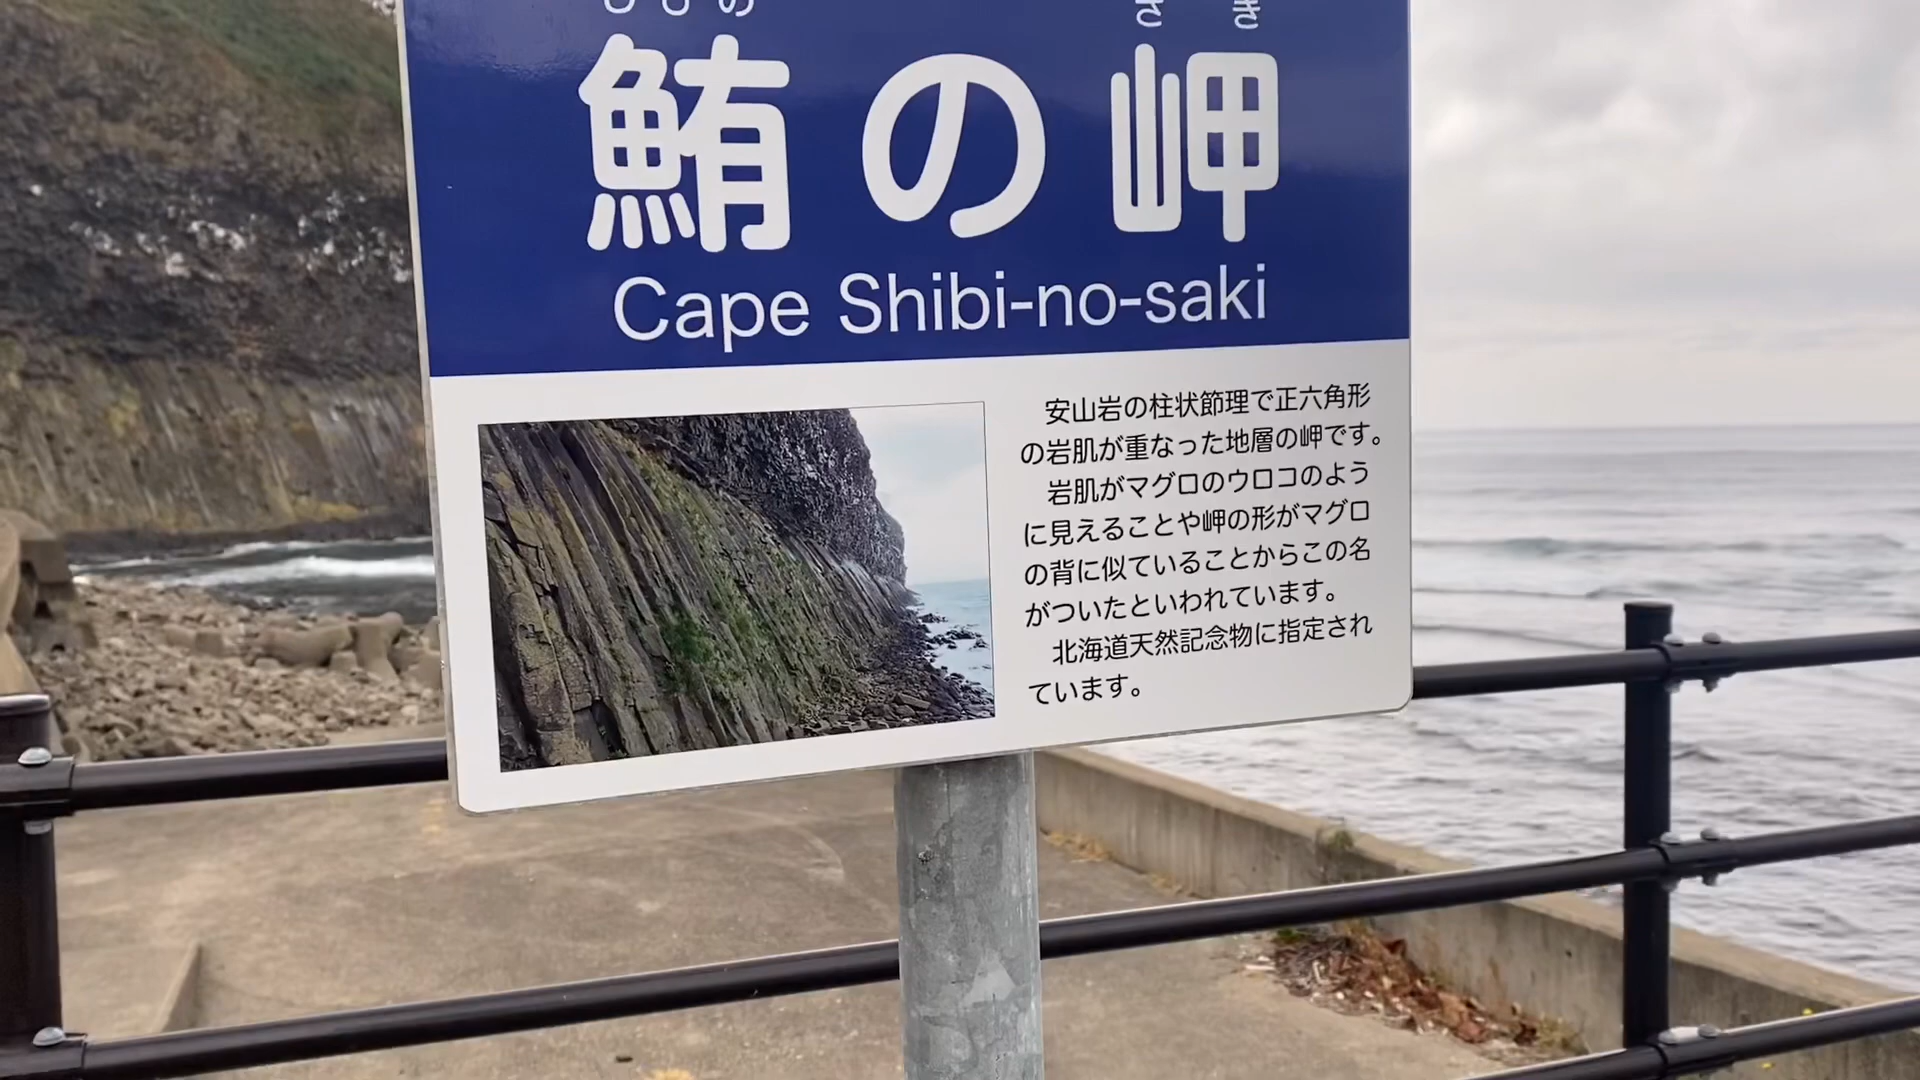 しびの さき
鮪の岬
Cape Shibi-no-saki
安山岩の柱状節理で正六角形
の岩肌が重なった地層の岬です。
岩肌がマグロのウロコのよう
に見えることや岬の形がマグロ
の背に似ていることからこの名
がついたといわれています。
北海道天然記念物に指定され
ています。